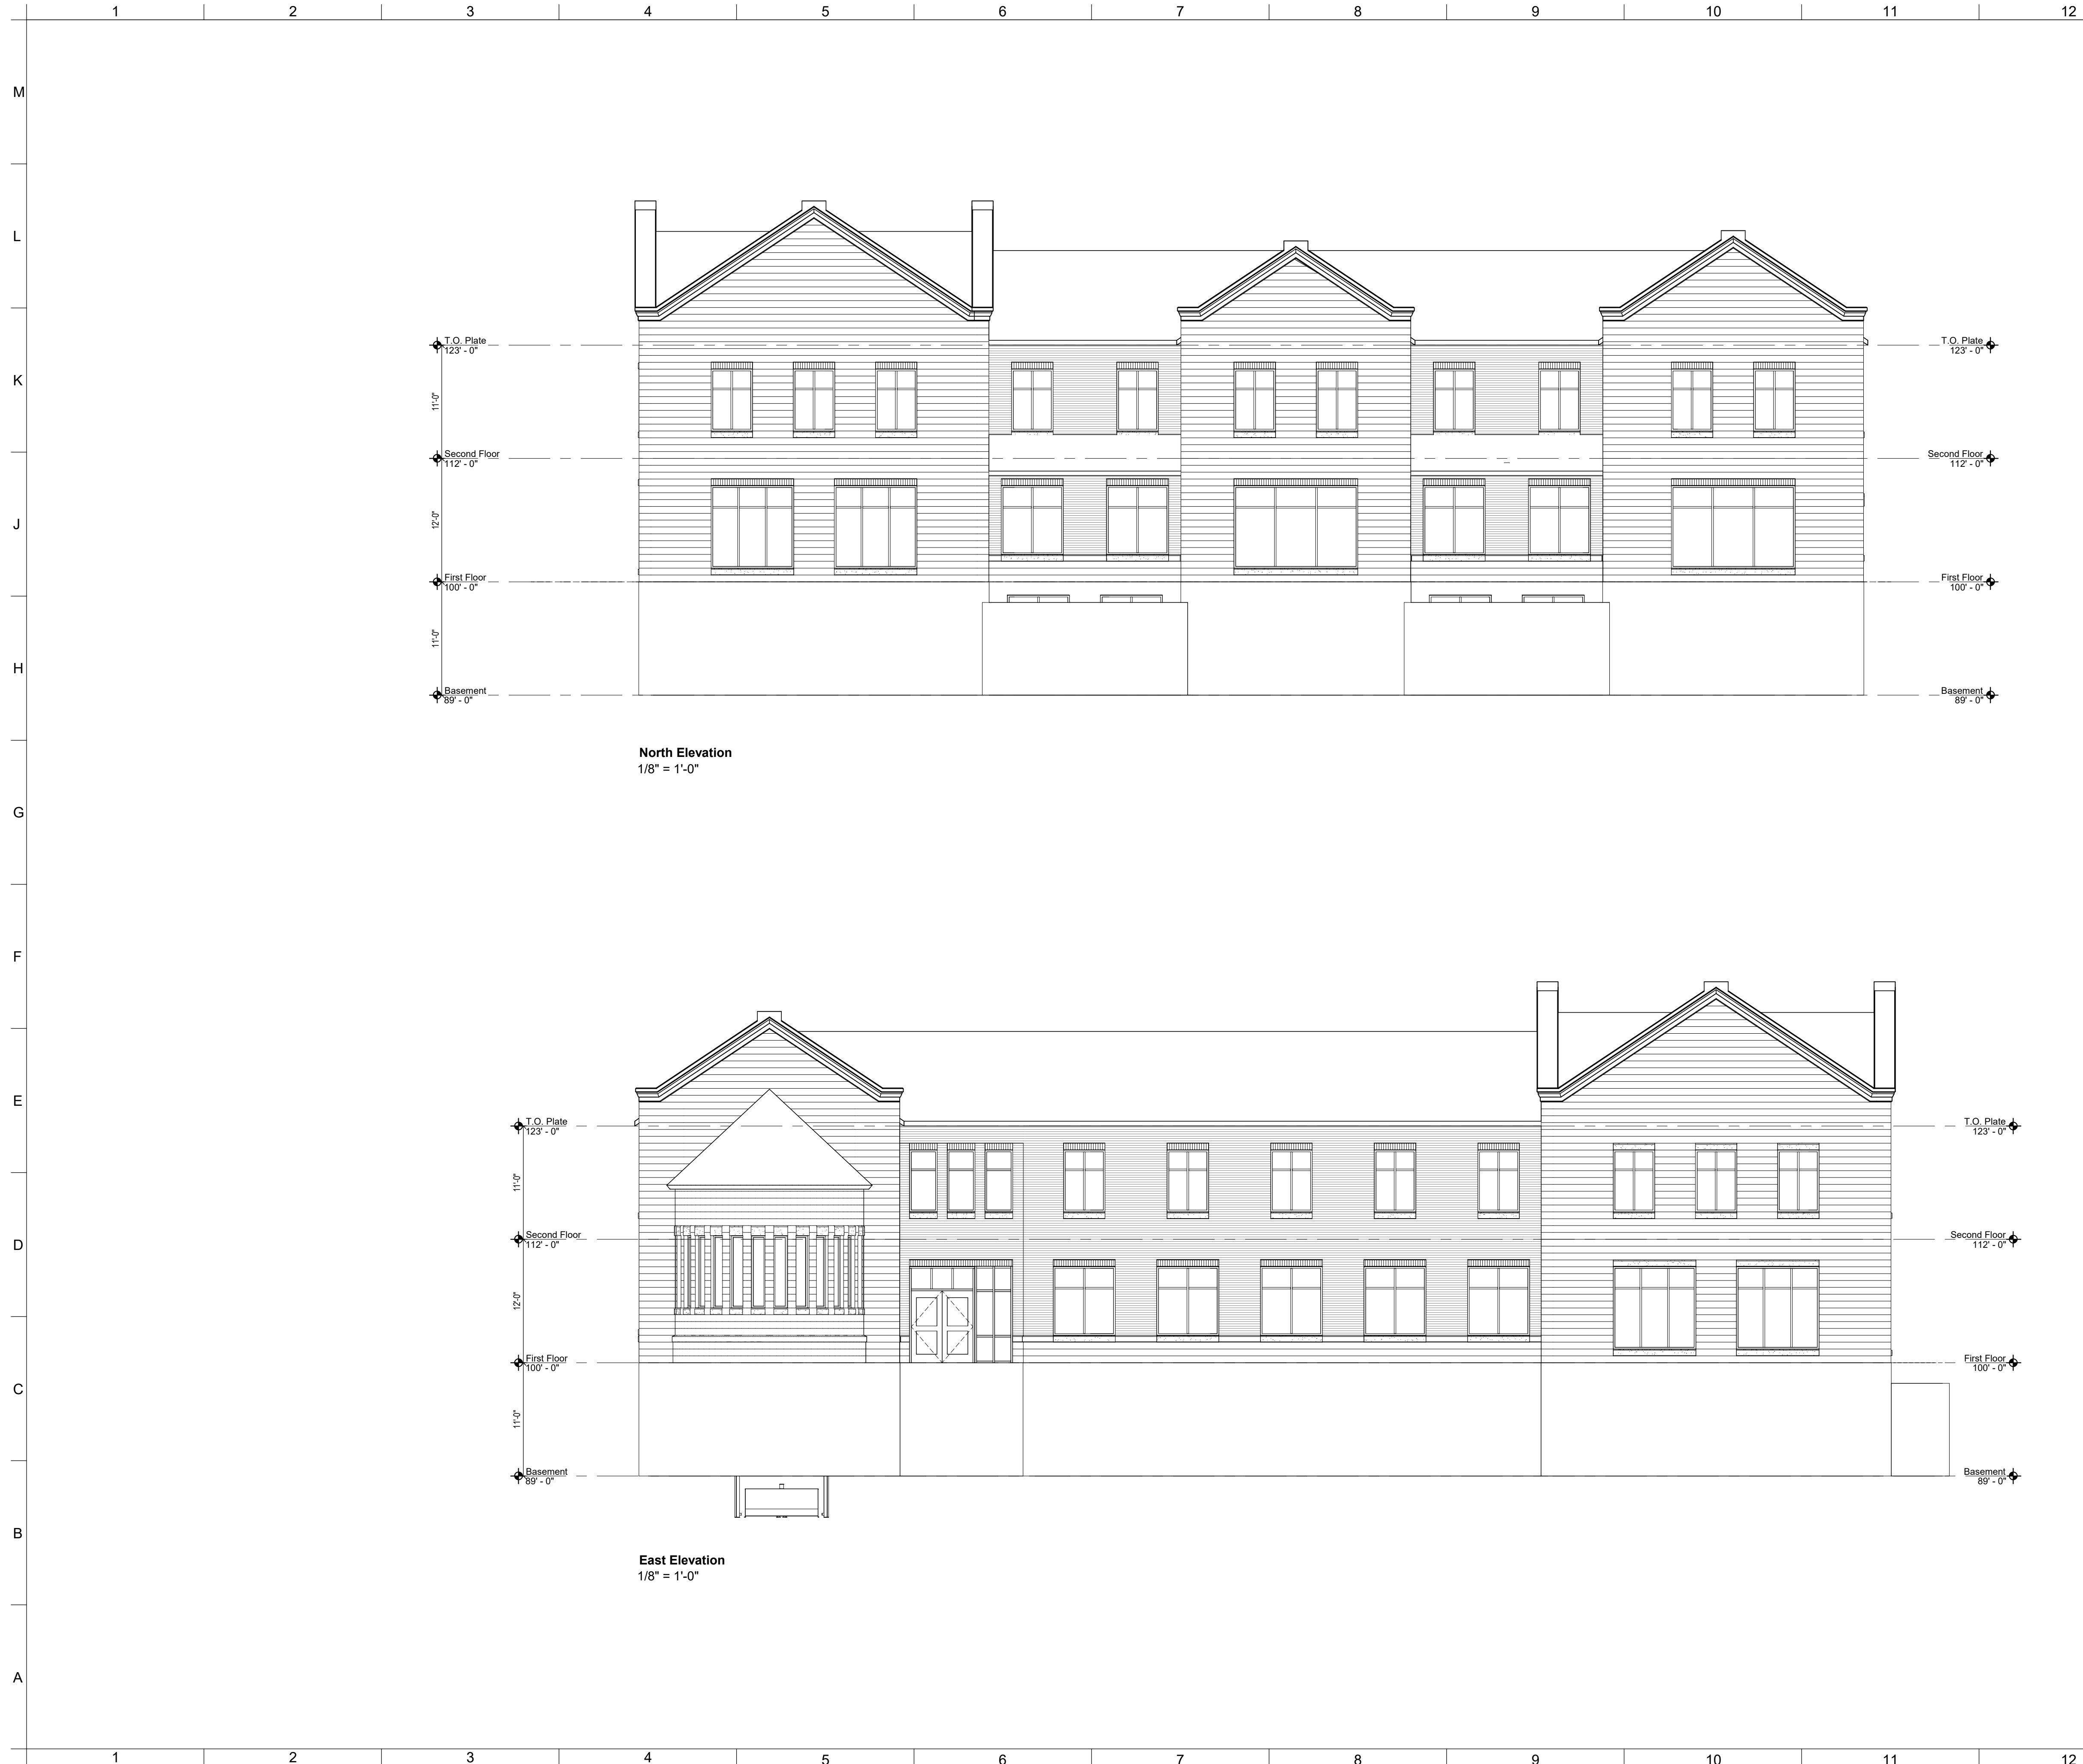 1 2 3 4 5 6 7 8 9 10 11 12
M
L
K
T.O. Plate
123' - 0"
T.O. Plate
123' - 0"
11'-0"
Second Floor
112' - 0"
Second Floor
112' - 0"
J
12'-0"
First Floor
100' - 0"
First Floor
100' - 0"
11'-0"
H
Basement
89' - 0"
Basement
89' - 0"
North Elevation
1/8" = 1'-0"
G
F
E
T.O. Plate
123' - 0"
T.O. Plate
123' - 0"
11'-0"
D
Second Floor
112' - 0"
Second Floor
112' - 0"
12'-0"
First Floor
100' - 0"
First Floor
100' - 0"
C
11'-0"
Basement
89' - 0"
Basement
89' - 0"
B
East Elevation
1/8" = 1'-0"
A
1 2 3 4 5 6 7 8 9 10 11 12